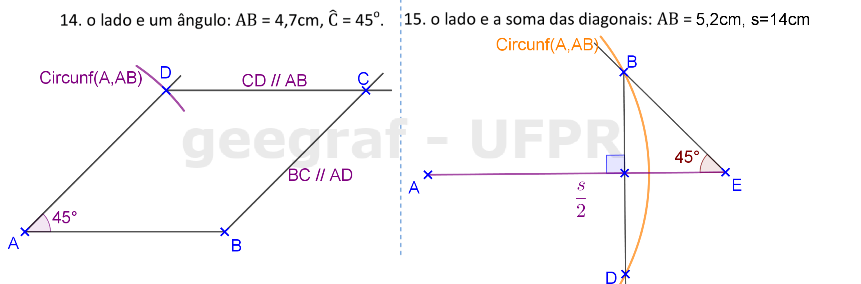 14. o lado e um ângulo: AB = 4,7cm, Ĉ = 45º.
Circunf(A,AB)
D
CD // AB
C
BC // AD
45°
A
B
15. o lado e a soma das diagonais: AB = 5,2cm, s=14cm
Circunf(A,AB)
B
45°
A
E
s
2
D
geegraf - UFPR